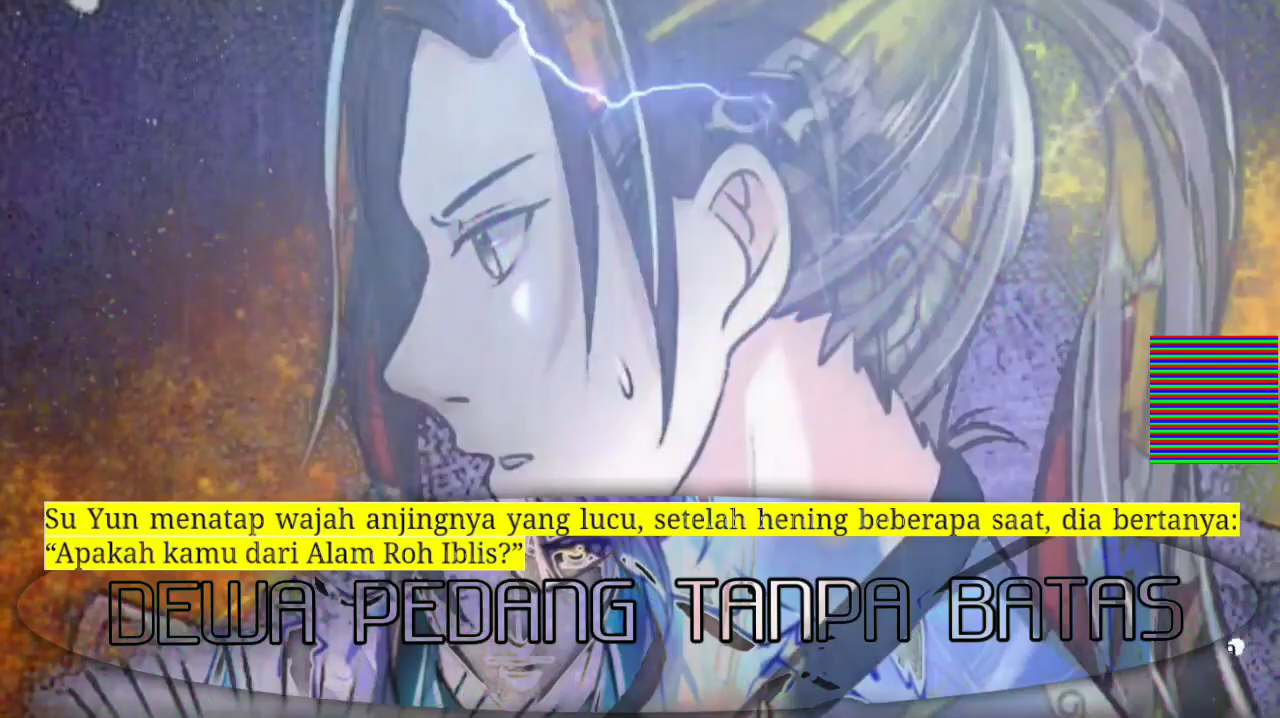 Su Yun menatap wajah anjingnya yang lucu, setelah hening beberapa saat, dia bertanya:
“Apakah kamu dari Alam Roh Iblis?”
DEWA PEDANG TANPA BATAS